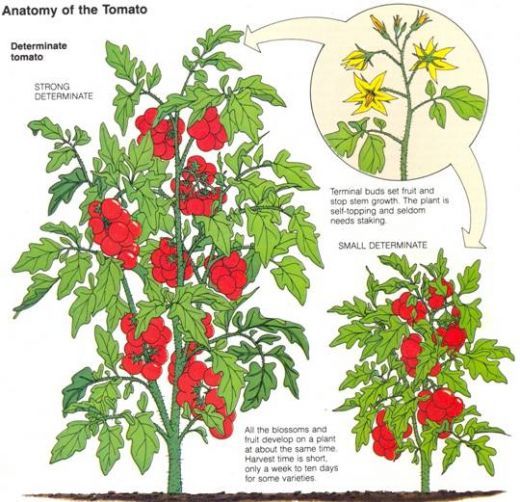 Anatomy of the Tomato
Determinate
tomato
STRONG
DETERMINATE
Terminal buds set fruit and
stop stem growth. The plant is
self-topping and seldom
needs staking.
SMALL DETERMINATE
All the blossoms and
fruit develop on a plant
at about the same time.
Harvest time is short,
only a week to ten days
for some varieties.